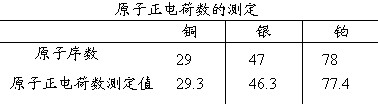 原子正电荷数的测定
铜 银 铂
原子序数 29 47 78
原子正电荷数测定值 29.3 46.3 77.4